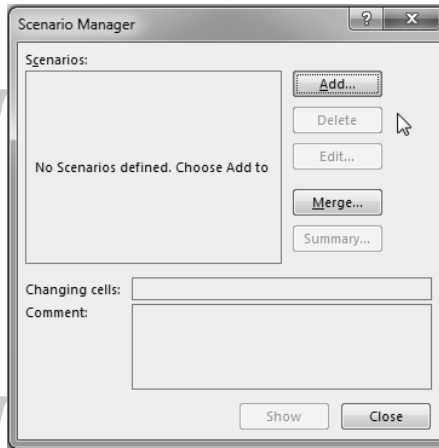 Scenario Manager
?
Scenarios:
Add...
Delete
Edit...
No Scenarios defined. Choose Add to
Merge...
Summary...
Changing cells:
Comment:
Show
Close